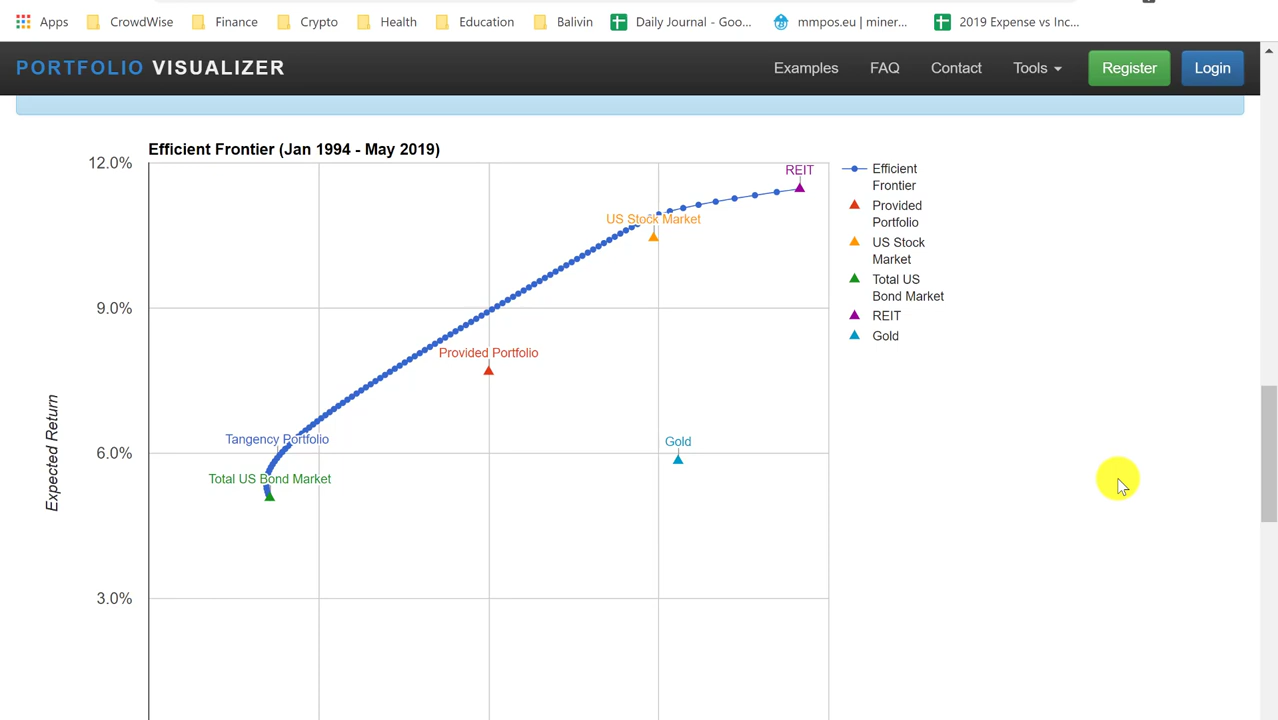 Apps CrowdWise Finance Crypto Health Education Balivin Daily Journal - Goo... mmpos.eu | miner... 2019 Expense vs Inc...
PORTFOLIO VISUALIZER Examples FAQ Contact Tools Register Login
Efficient Frontier (Jan 1994 - May 2019)
12.0%
9.0%
6.0%
3.0%
Expected Return
REIT
US Stock Market
Provided Portfolio
Gold
Tangency Portfolio
Total US Bond Market
Efficient
Frontier
Provided
Portfolio
US Stock
Market
Total US
Bond Market
REIT
Gold